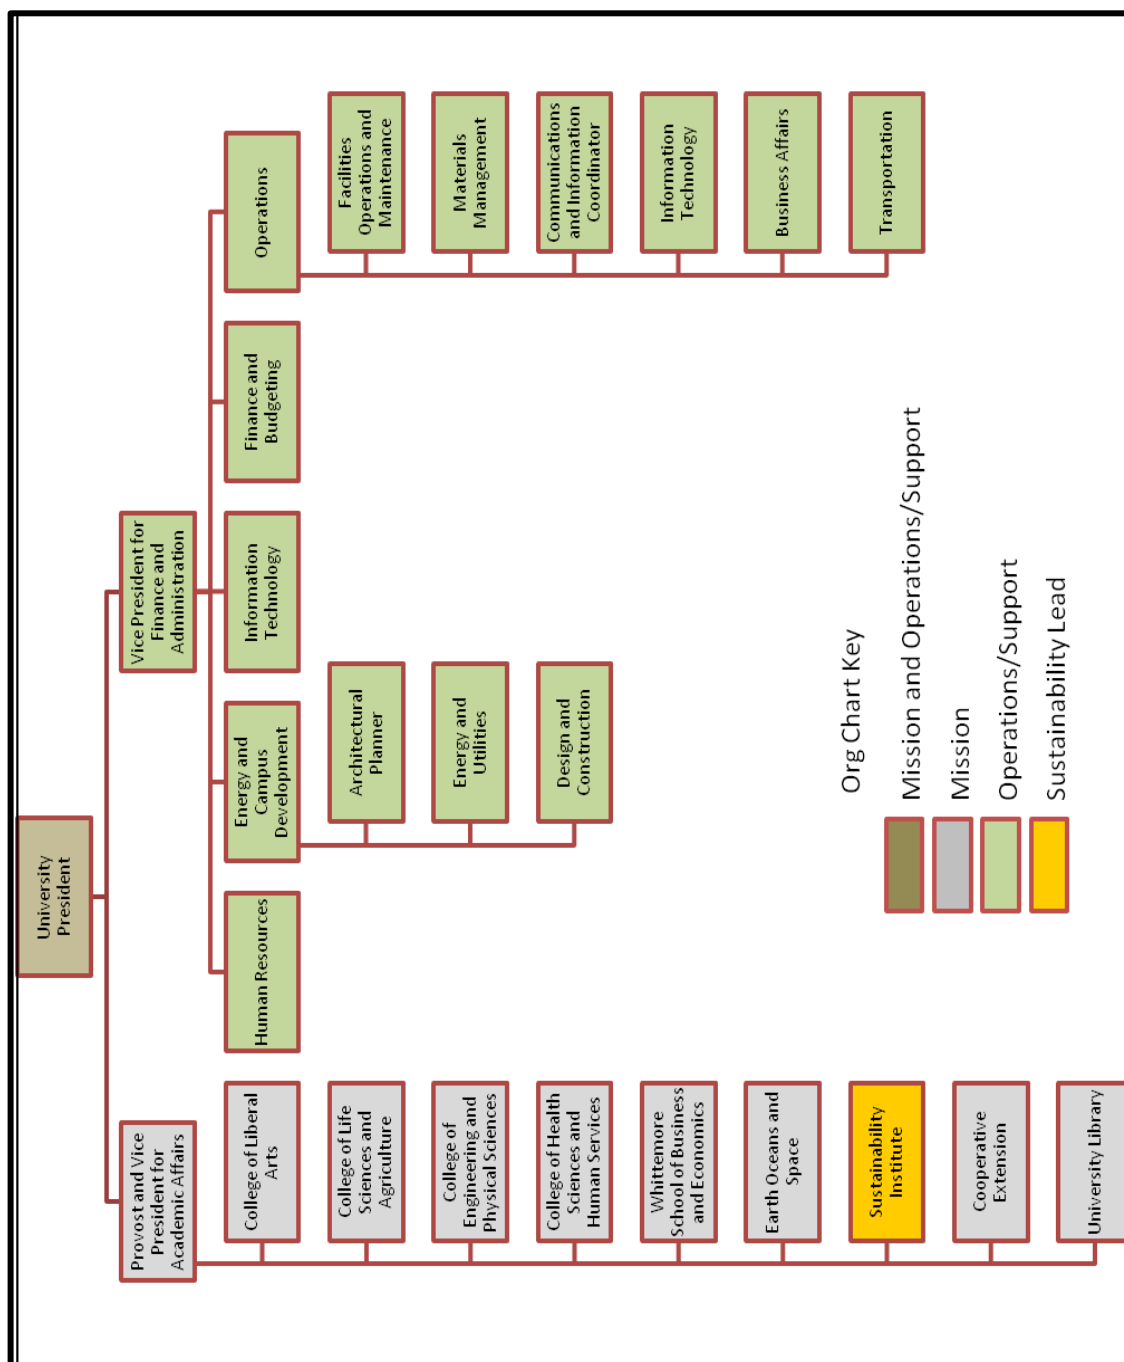 University
President
Provost and Vice
President for
Academic Affairs
College of Liberal
Arts
College of Life
Sciences and
Agriculture
College of
Engineering and
Physical Sciences
College of Health
Sciences and
Human Services
Whittemore
School of Business
and Economics
Earth Oceans and
Space
Sustainability
Institute
Cooperative
Extension
University Library
Vice President for
Finance and
Administration
Human Resources
Energy and
Campus
Development
Architectural
Planner
Energy and
Utilities
Design and
Construction
Information
Technology
Finance and
Budgeting
Operations
Facilities
Operations and
Maintenance
Materials
Management
Communications
and Information
Coordinator
Information
Technology
Business Affairs
Transportation
Org Chart Key
Mission and Operations/Support
Mission
Operations/Support
Sustainability Lead